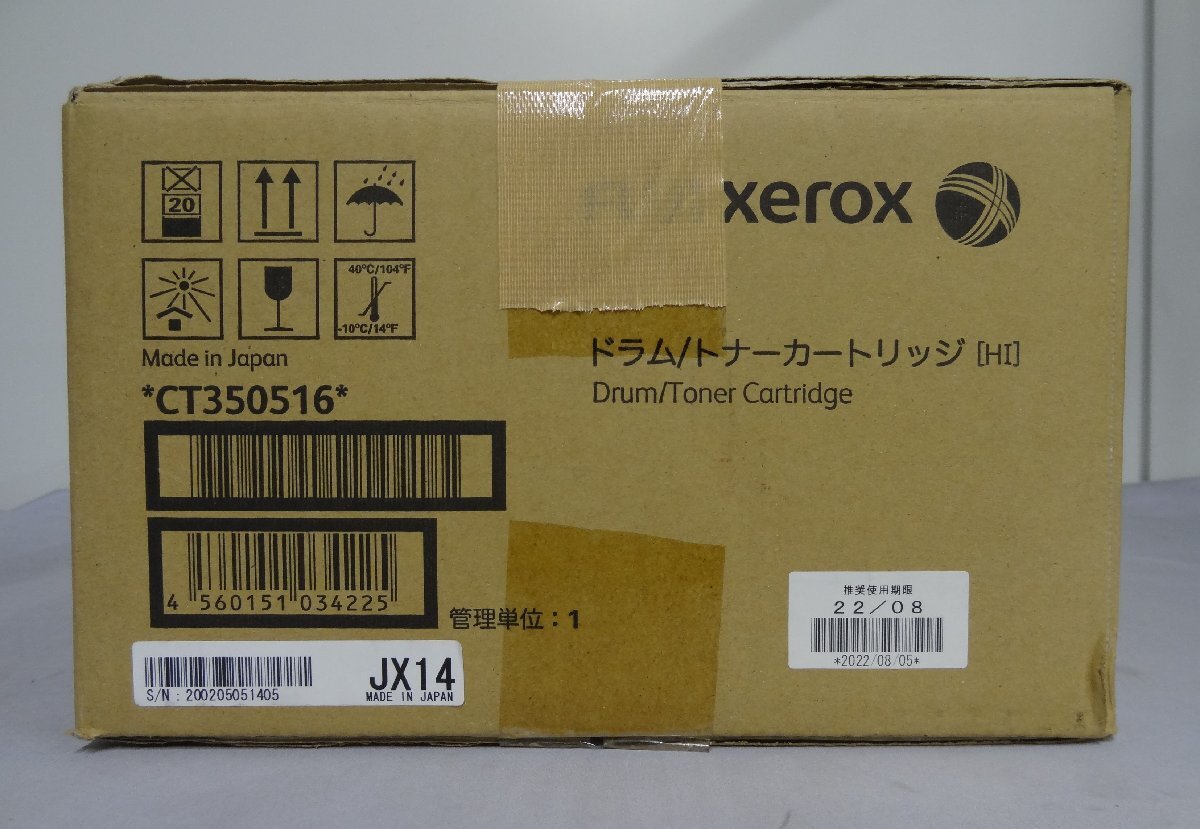 20
40°C/104°F
-10°C/14°F
Made in Japan
*CT350516*
4 560151 034225
管理単位：1
S/N : 200205051405
JX14
MADE IN JAPAN
xerox
ドラム/トナーカートリッジ [HI]
Drum/Toner Cartridge
推奨使用期限
22/08
*2022/08/05*